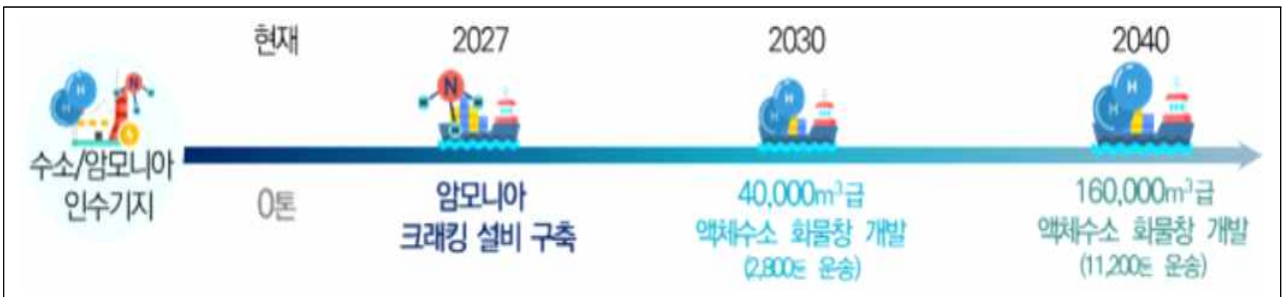 현재
2027
2030
2040
수소/암모니아
인수기지
0톤
암모니아
크래킹 설비 구축
40,000m³급
액체수소 화물창 개발
(2,800톤 운송)
160,000m³급
액체수소 화물창 개발
(11,200톤 운송)
N
H
H
H
H
H
H